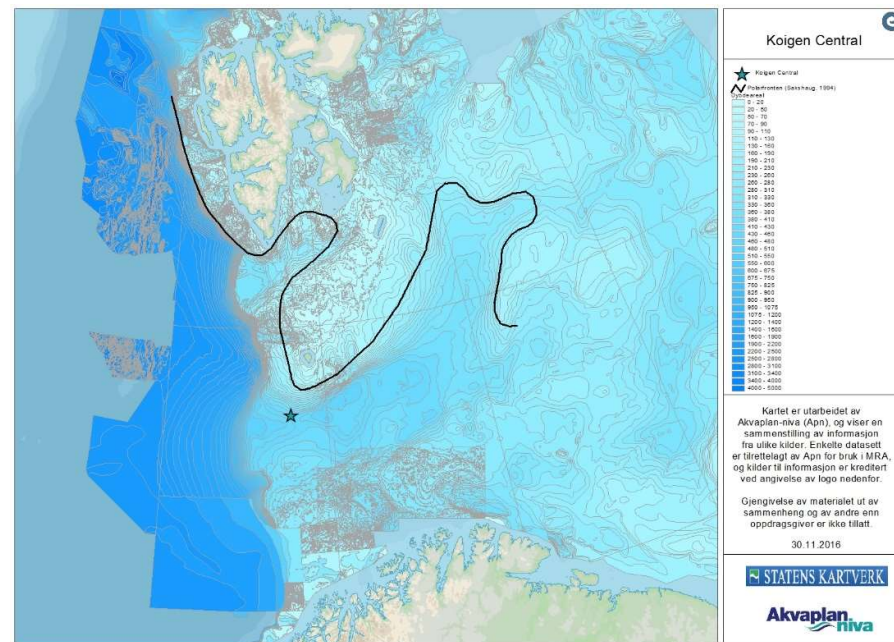 Koigen Central
Koigen Central
Polarfronten (Sakshaug, 1994)
Dybdeareal
0 - 20
20 - 50
50 - 70
70 - 90
90 - 110
110 - 130
130 - 160
160 - 190
190 - 210
210 - 230
230 - 260
260 - 280
280 - 310
310 - 330
330 - 360
360 - 380
380 - 410
410 - 430
430 - 460
460 - 480
480 - 510
510 - 550
550 - 600
600 - 675
675 - 750
750 - 825
825 - 900
900 - 950
950 - 1075
1075 - 1200
1200 - 1400
1400 - 1600
1600 - 1900
1900 - 2200
2200 - 2500
2500 - 2800
2800 - 3100
3100 - 3400
3400 - 4000
4000 - 5000
Kartet er utarbeidet av
Akvaplan-niva (Apn), og viser en
sammenstilling av informasjon
fra ulike kilder. Enkelte datasett
er tilrettelagt av Apn for bruk i MRA,
og kilder til informasjon er kreditert
ved angivelse av logo nedenfor.
Gjengivelse av materialet ut av
sammenheng og av andre enn
oppdragsgiver er ikke tillatt.
30.11.2016
STATENS KARTVERK
Akvaplan
niva